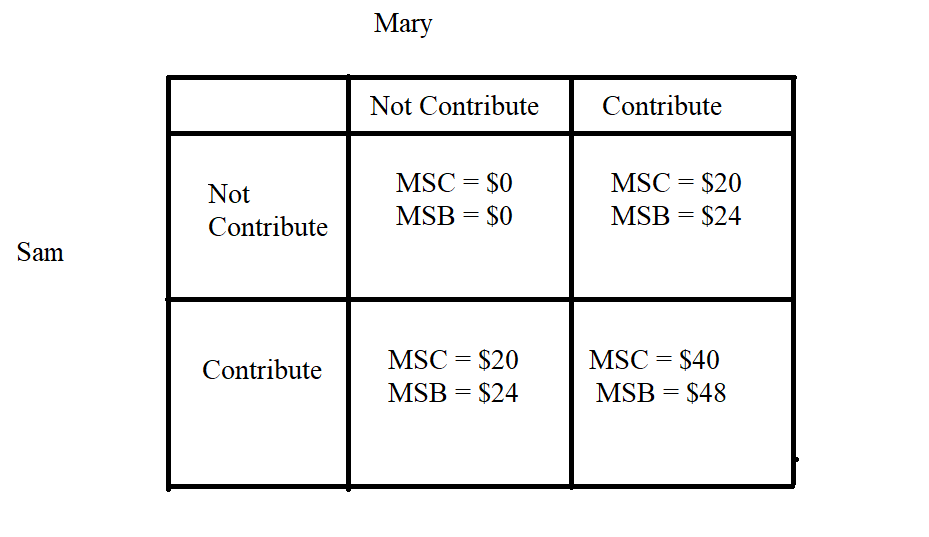 Mary
Not Contribute
Contribute
Not
Contribute
MSC = $0
MSB = $0
MSC = $20
MSB = $24
Sam
Contribute
MSC = $20
MSB = $24
MSC = $40
MSB = $48